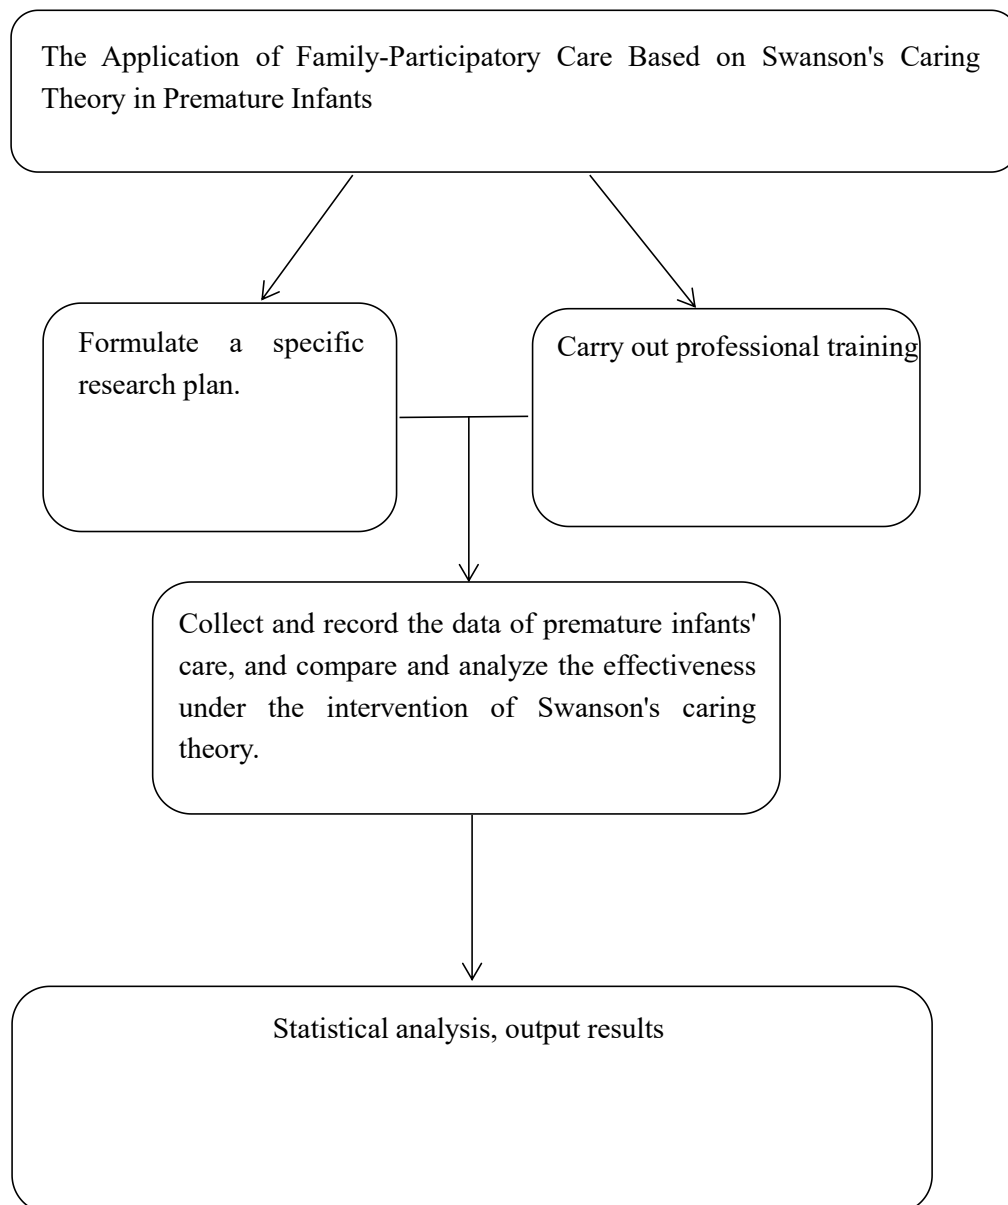 The Application of Family-Participatory Care Based on Swanson's Caring
Theory in Premature Infants
Formulate a specific
research plan.
Carry out professional training
Collect and record the data of premature infants'
care, and compare and analyze the effectiveness
under the intervention of Swanson's caring
theory.
Statistical analysis, output results